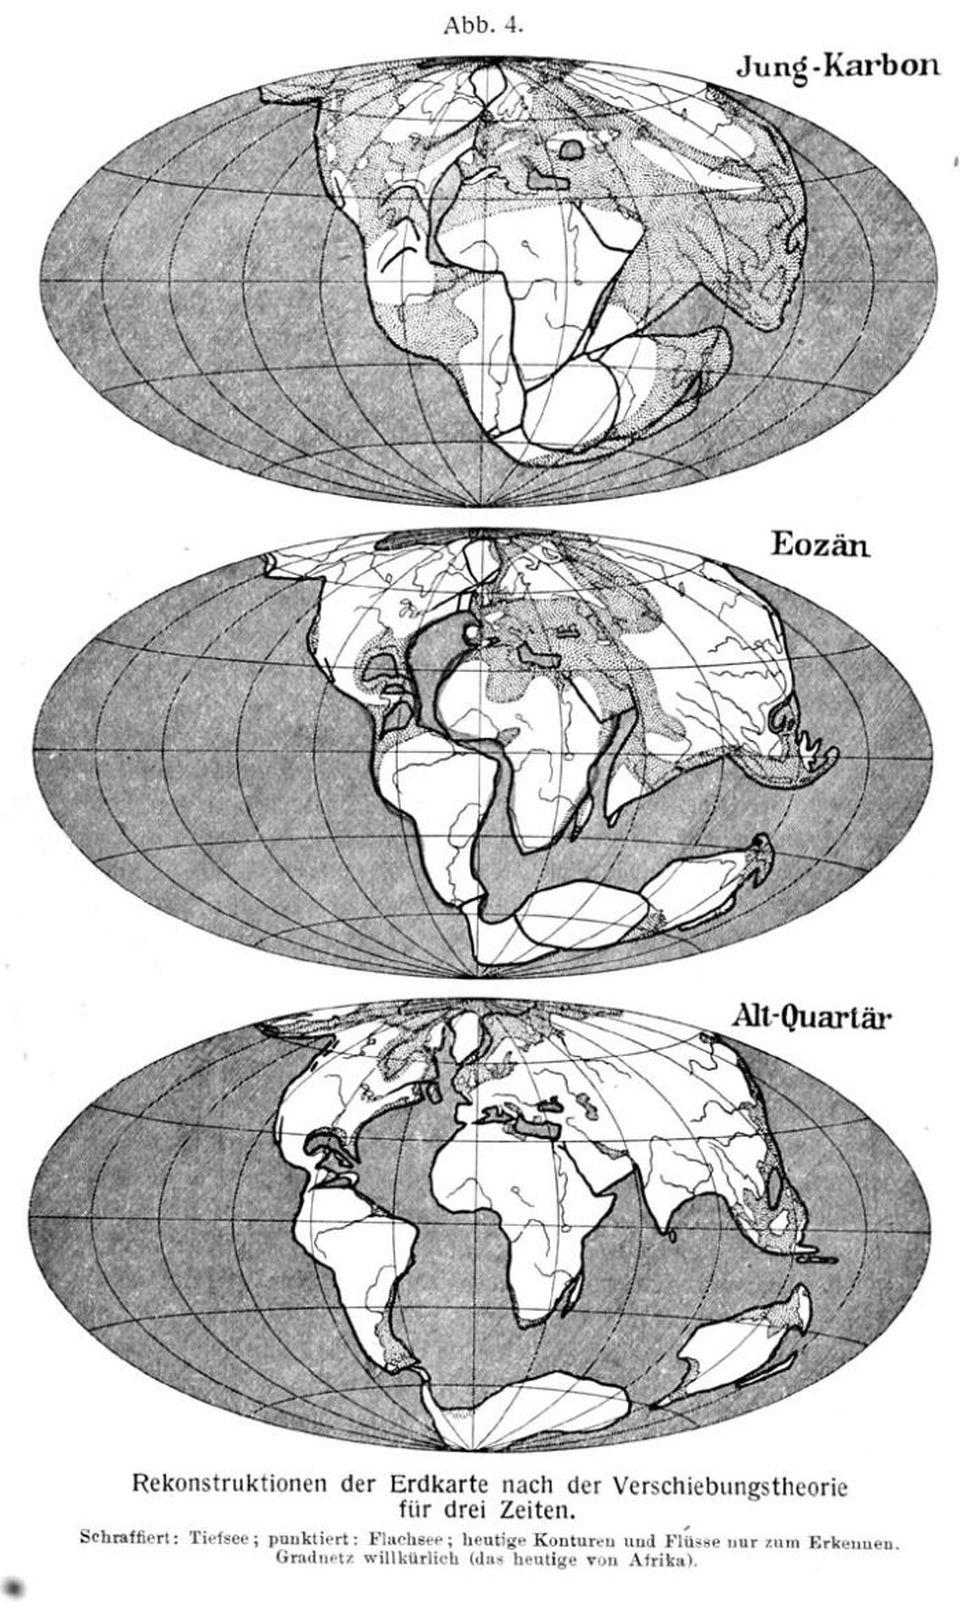 Abb. 4.
Jung-Karbon
Eozän
Alt-Quartär
Rekonstruktionen der Erdkarte nach der Verschiebungstheorie
für drei Zeiten.
Schraffiert: Tiefsee; punktiert: Flachsee; heutige Konturen und Flüsse nur zum Erkennen.
Gradnetz willkürlich (das heutige von Afrika).